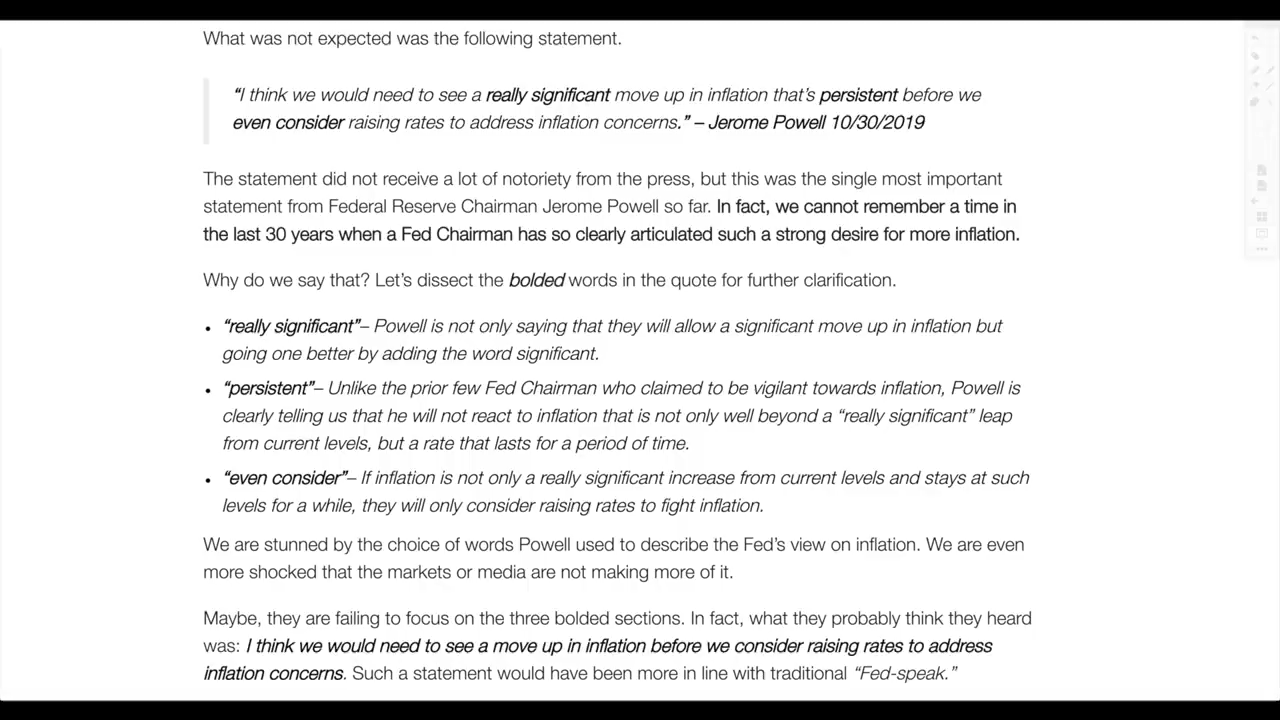 What was not expected was the following statement.
“I think we would need to see a really significant move up in inflation that’s persistent before we
even consider raising rates to address inflation concerns.” – Jerome Powell 10/30/2019
The statement did not receive a lot of notoriety from the press, but this was the single most important
statement from Federal Reserve Chairman Jerome Powell so far. In fact, we cannot remember a time in
the last 30 years when a Fed Chairman has so clearly articulated such a strong desire for more inflation.
Why do we say that? Let’s dissect the bolded words in the quote for further clarification.
• “really significant”– Powell is not only saying that they will allow a significant move up in inflation but
going one better by adding the word significant.
• “persistent”– Unlike the prior few Fed Chairman who claimed to be vigilant towards inflation, Powell is
clearly telling us that he will not react to inflation that is not only well beyond a “really significant” leap
from current levels, but a rate that lasts for a period of time.
• “even consider”– If inflation is not only a really significant increase from current levels and stays at such
levels for a while, they will only consider raising rates to fight inflation.
We are stunned by the choice of words Powell used to describe the Fed’s view on inflation. We are even
more shocked that the markets or media are not making more of it.
Maybe, they are failing to focus on the three bolded sections. In fact, what they probably think they heard
was: I think we would need to see a move up in inflation before we consider raising rates to address
inflation concerns. Such a statement would have been more in line with traditional “Fed-speak.”